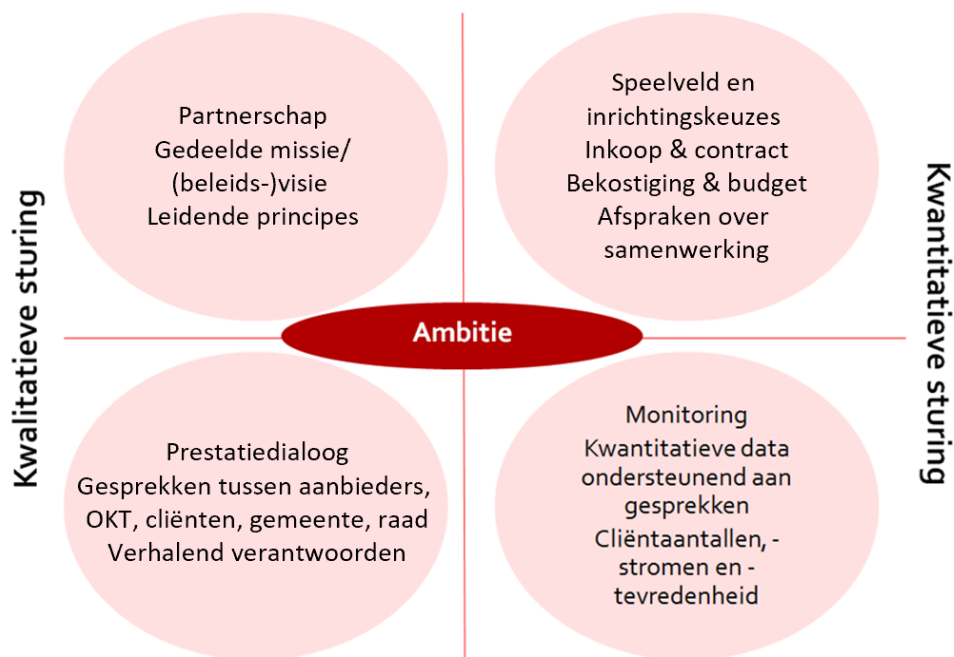 Kwalitatieve sturing
Partnerschap
Gedeelde missie/
(beleids-)visie
Leidende principes
Speelveld en
inrichtingskeuzes
Inkoop & contract
Bekostiging & budget
Afspraken over
samenwerking
Kwantitatieve sturing
Ambitie
Prestatiedialoog
Gesprekken tussen aanbieders,
OKT, cliënten, gemeente, raad
Verhalend verantwoorden
Monitoring
Kwantitatieve data
ondersteunend aan
gesprekken
Cliëntaantallen, -
stromen en -
tevredenheid